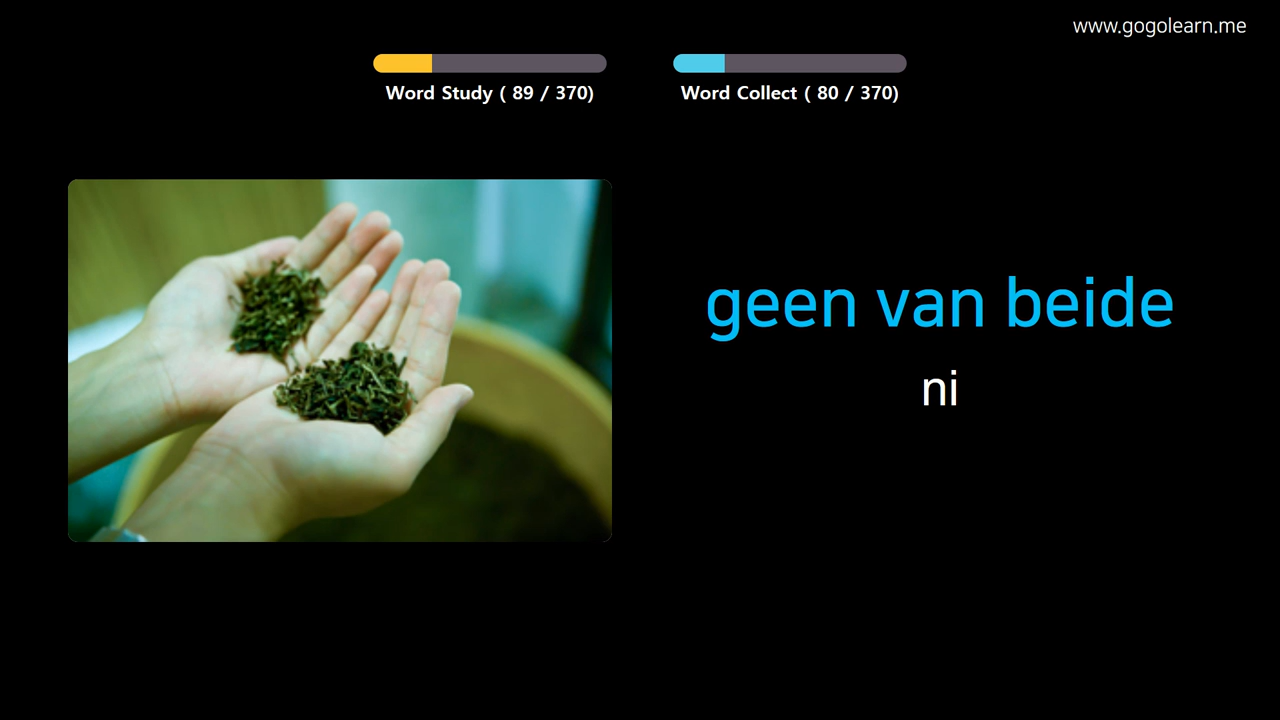 www.gogolearn.me
Word Study ( 89 / 370)
Word Collect ( 80 / 370)
geen van beide
ni